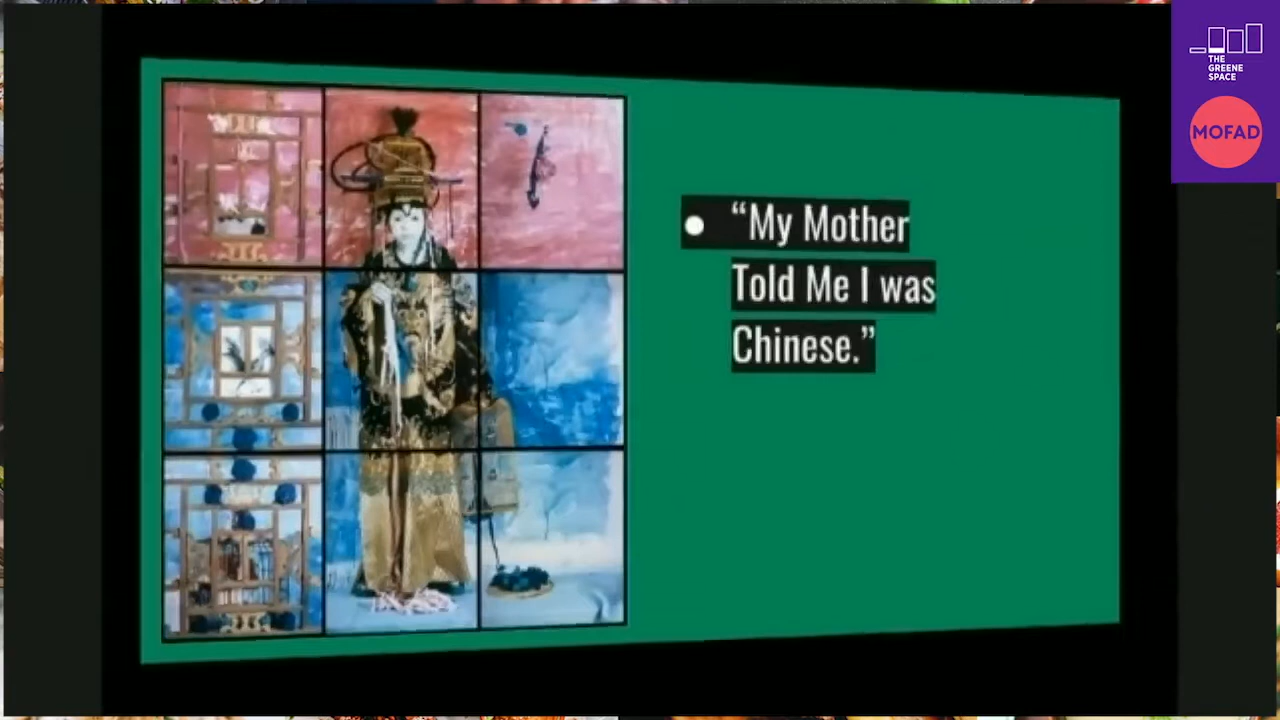 THE
GREENE
SPACE
MOFAD
“My Mother
Told Me I was
Chinese.”